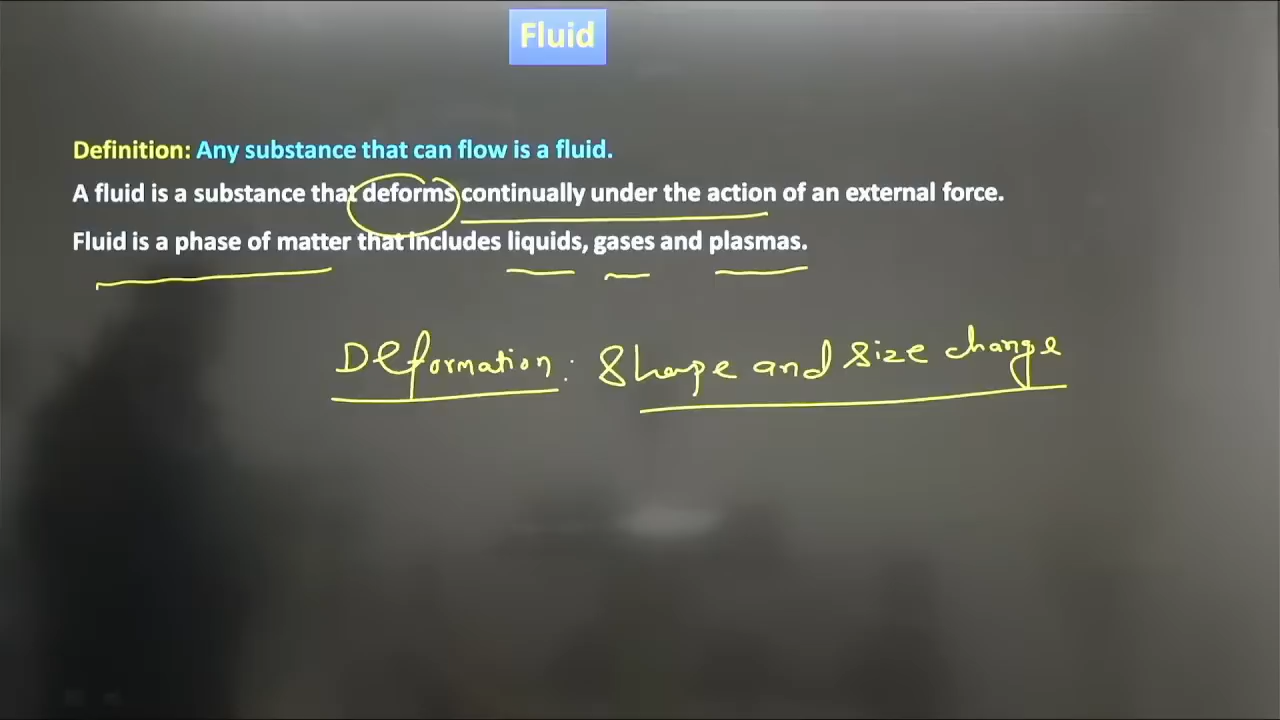 Fluid
Definition: Any substance that can flow is a fluid.
A fluid is a substance that deforms continually under the action of an external force.
Fluid is a phase of matter that includes liquids, gases and plasmas.
Deformation: Shape and size change